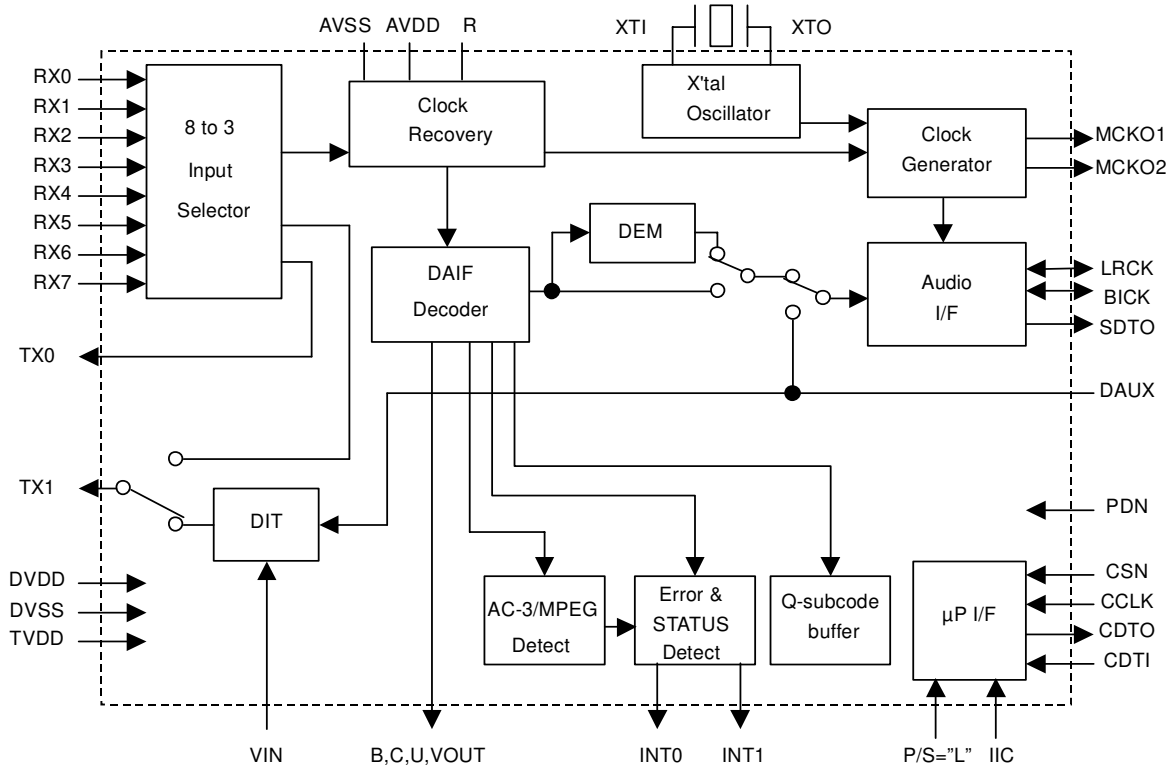 AVSS AVDD R XTI XTO
RX0
RX1
RX2
RX3
RX4
RX5
RX6
RX7
8 to 3
Input
Selector
Clock
Recovery
X'tal
Oscillator
Clock
Generator
MCKO1
MCKO2
DEM
DAIF
Decoder
Audio
I/F
LRCK
BICK
SDTO
TX0
DAUX
TX1
DIT
PDN
DVDD
DVSS
TVDD
AC-3/MPEG
Detect
Error &
STATUS
Detect
Q-subcode
buffer
µP I/F
CSN
CCLK
CDTO
CDTI
VIN B,C,U,VOUT INT0 INT1 P/S="L" IIC